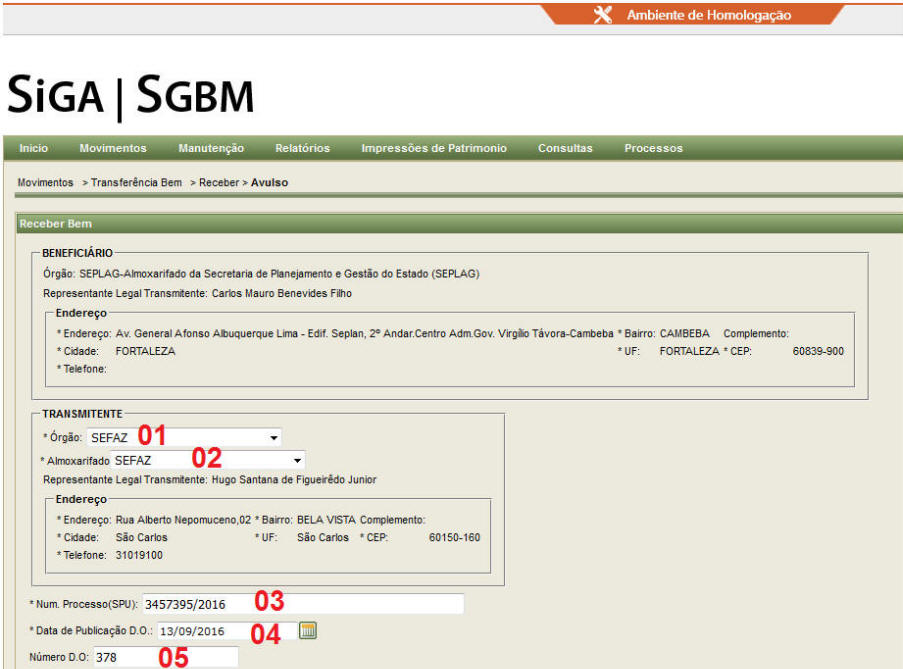 Ambiente de Homologação
SiGA | SGBM
Inicio Movimentos Manutenção Relatórios Impressões de Patrimonio Consultas Processos
Movimentos > Transferência Bem > Receber > Avulso
Receber Bem
BENEFICIÁRIO
Órgão: SEPLAG-Almoxarifado da Secretaria de Planejamento e Gestão do Estado (SEPLAG)
Representante Legal Transmitente: Carlos Mauro Benevides Filho
Endereço
* Endereço: Av. General Afonso Albuquerque Lima - Edif. Seplan, 2º Andar.Centro Adm.Gov. Virgílio Távora-Cambeba * Bairro: CAMBEBA Complemento:
* Cidade: FORTALEZA * UF: FORTALEZA * CEP: 60839-900
* Telefone:
TRANSMITENTE
* Órgão: SEFAZ 01
* Almoxarifado SEFAZ 02
Representante Legal Transmitente: Hugo Santana de Figueirêdo Junior
Endereço
* Endereço: Rua Alberto Nepomuceno,02 * Bairro: BELA VISTA Complemento:
* Cidade: São Carlos * UF: São Carlos * CEP: 60150-160
* Telefone: 31019100
* Num. Processo(SPU): 3457395/2016 03
* Data de Publicação D.O.: 13/09/2016 04
Número D.O: 378 05